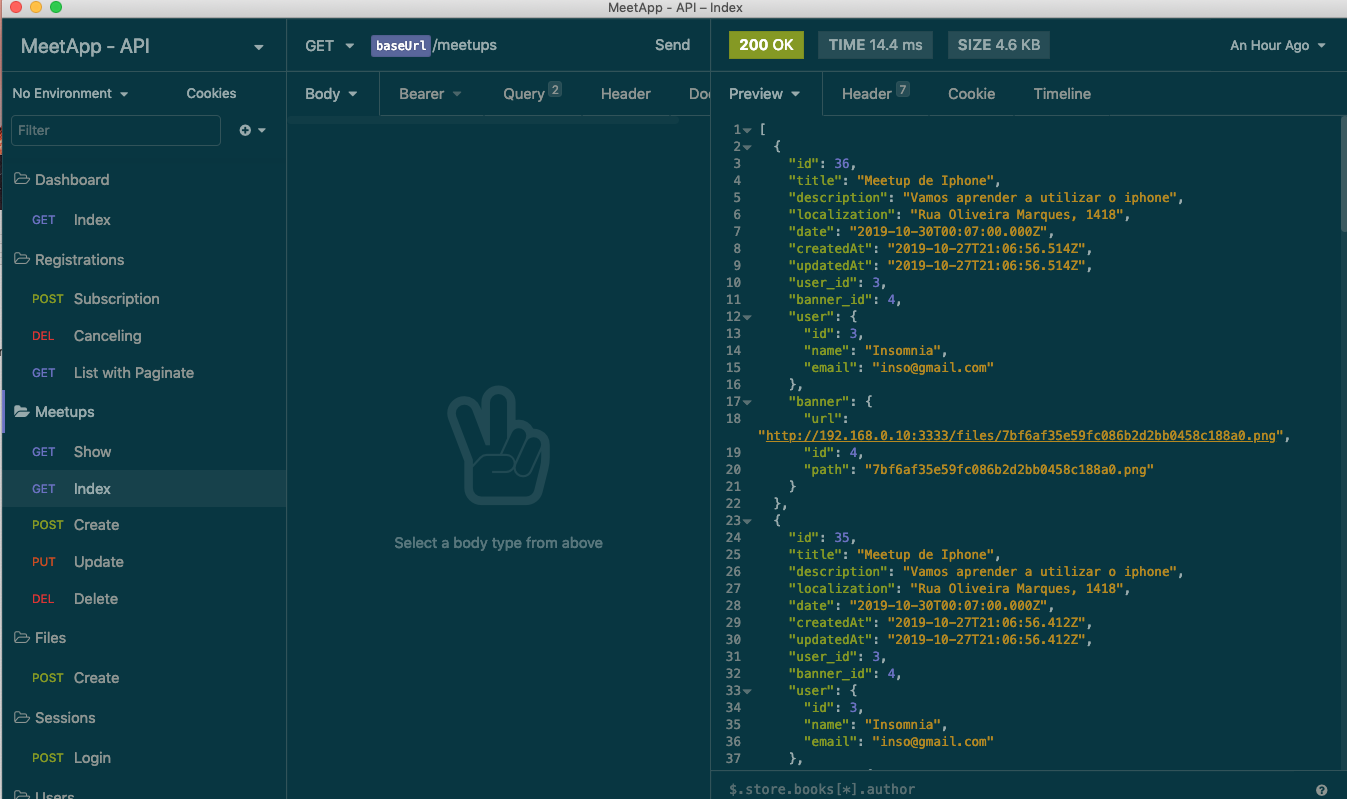 MeetApp - API – Index
MeetApp - API
GET baseUrl/meetups Send
200 OK TIME 14.4 ms SIZE 4.6 KB An Hour Ago
No Environment Cookies
Body Bearer Query 2 Header
Preview Header 7 Cookie Timeline
Filter
Dashboard
GET Index
Registrations
POST Subscription
DEL Canceling
GET List with Paginate
Meetups
GET Show
GET Index
POST Create
PUT Update
DEL Delete
Files
POST Create
Sessions
POST Login
Users
Select a body type from above
1 [
2 {
3 "id": 36,
4 "title": "Meetup de Iphone",
5 "description": "Vamos aprender a utilizar o iphone",
6 "localization": "Rua Oliveira Marques, 1418",
7 "date": "2019-10-30T00:07:00.000Z",
8 "createdAt": "2019-10-27T21:06:56.514Z",
9 "updatedAt": "2019-10-27T21:06:56.514Z",
10 "user_id": 3,
11 "banner_id": 4,
12 "user": {
13 "id": 3,
14 "name": "Insomnia",
15 "email": "inso@gmail.com"
16 },
17 "banner": {
18 "url":
"http://192.168.0.10:3333/files/7bf6af35e59fc086b2d2bb0458c188a0.png",
19 "id": 4,
20 "path": "7bf6af35e59fc086b2d2bb0458c188a0.png"
21 }
22 },
23 {
24 "id": 35,
25 "title": "Meetup de Iphone",
26 "description": "Vamos aprender a utilizar o iphone",
27 "localization": "Rua Oliveira Marques, 1418",
28 "date": "2019-10-30T00:07:00.000Z",
29 "createdAt": "2019-10-27T21:06:56.412Z",
30 "updatedAt": "2019-10-27T21:06:56.412Z",
31 "user_id": 3,
32 "banner_id": 4,
33 "user": {
34 "id": 3,
35 "name": "Insomnia",
36 "email": "inso@gmail.com"
37 },
$.store.books[*].author